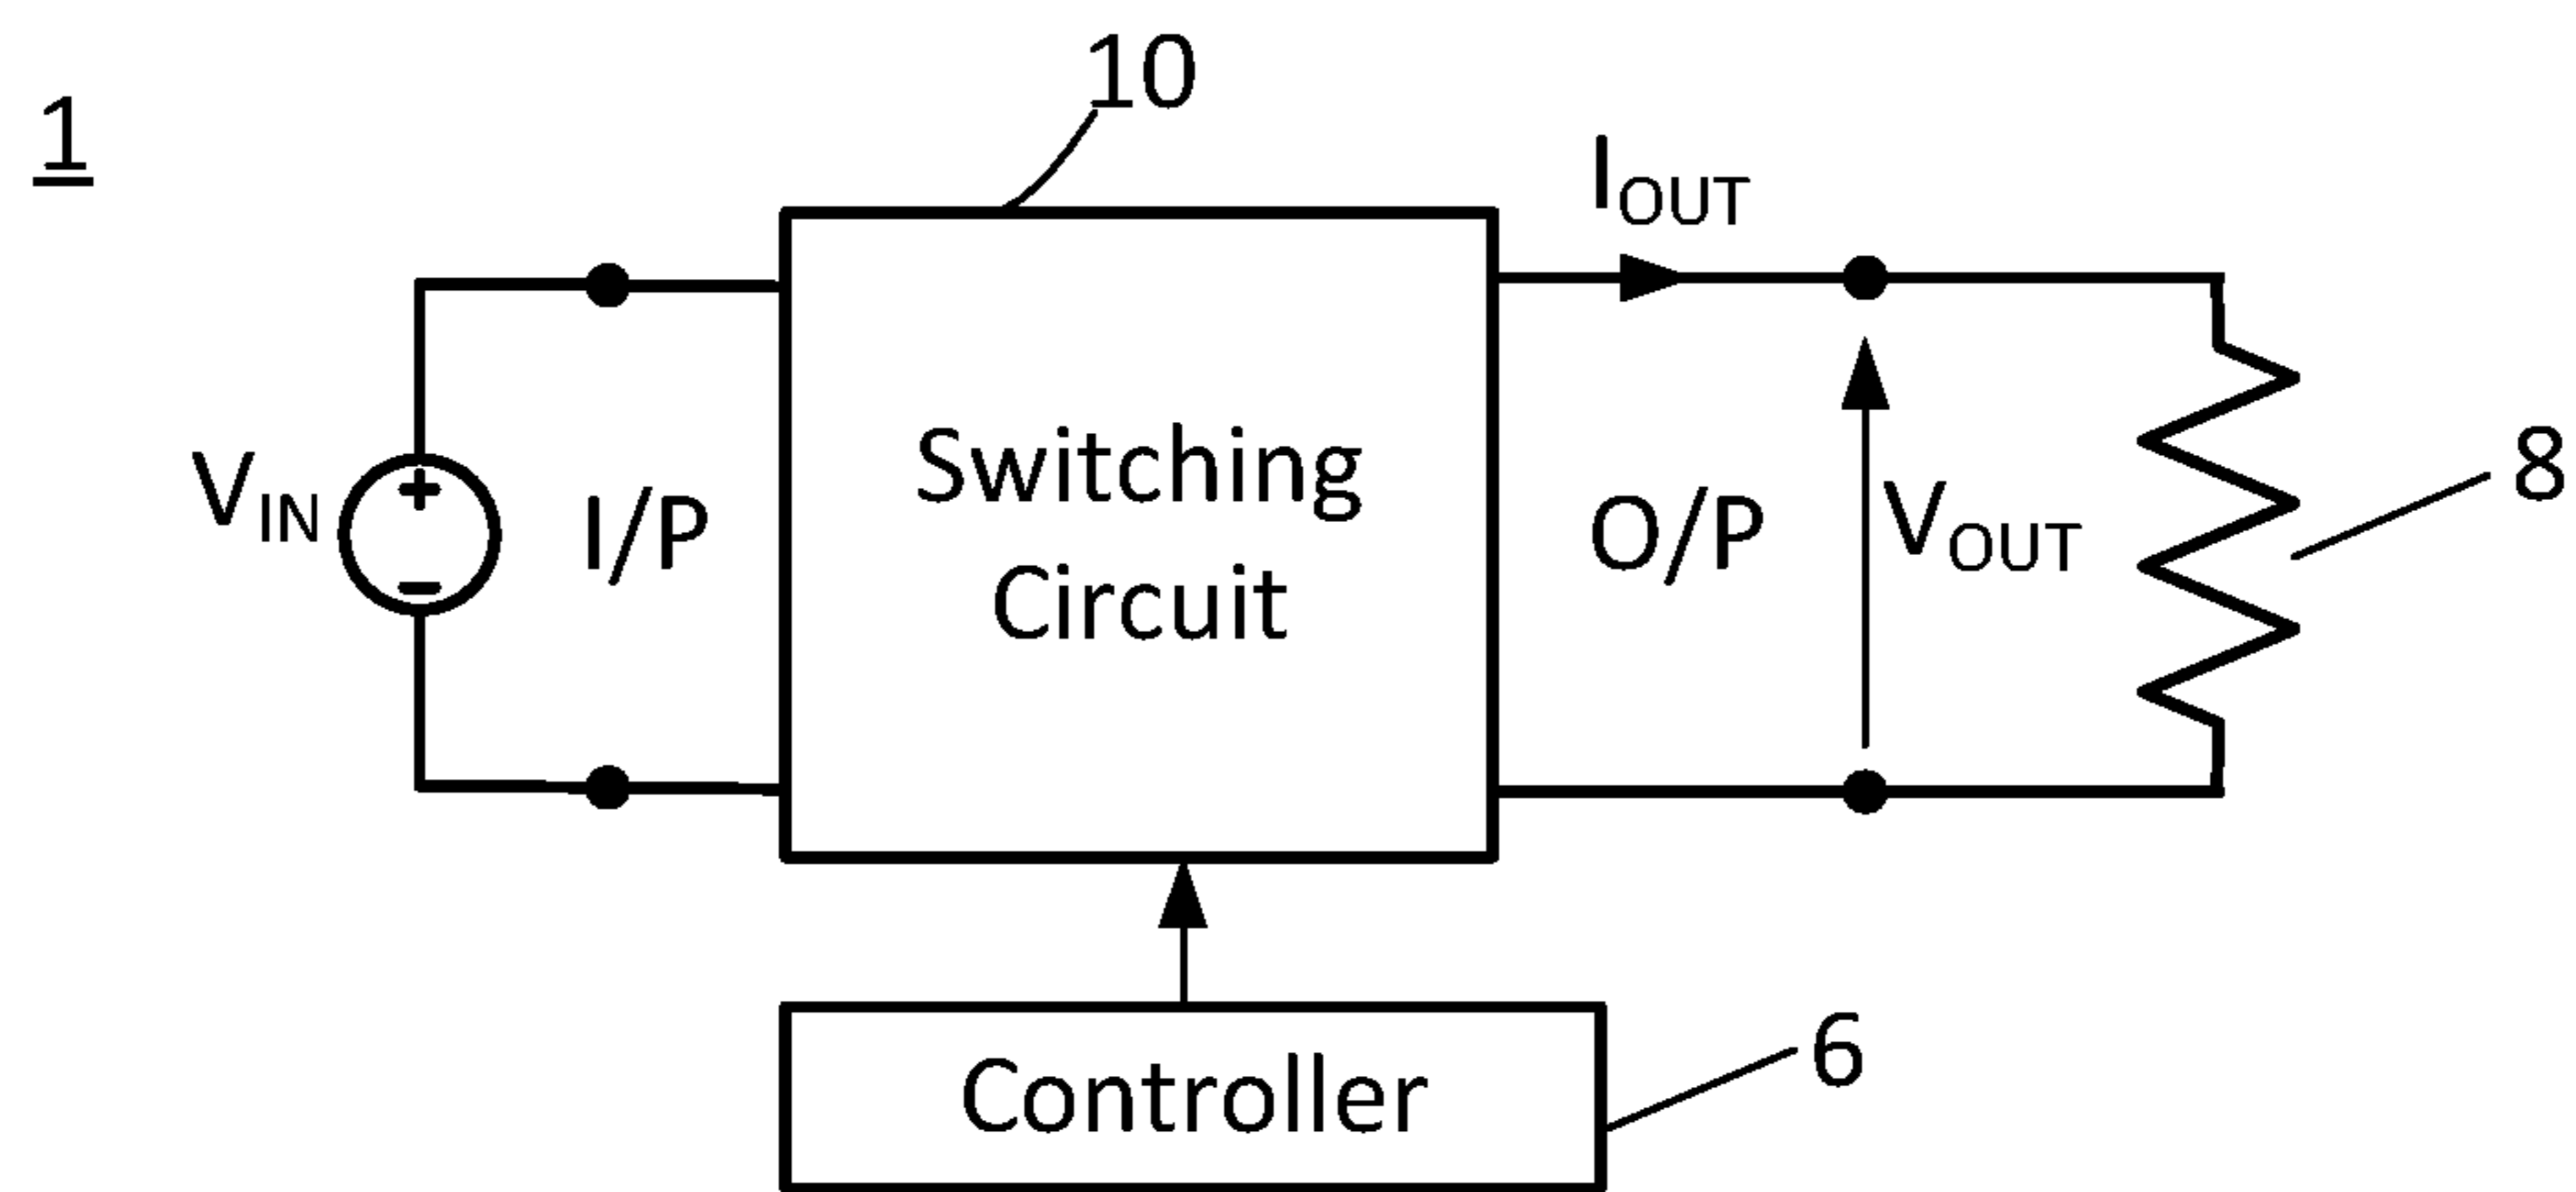 1
10
I_OUT
V_IN
+
−
I/P
Switching
Circuit
O/P
V_OUT
8
Controller
6